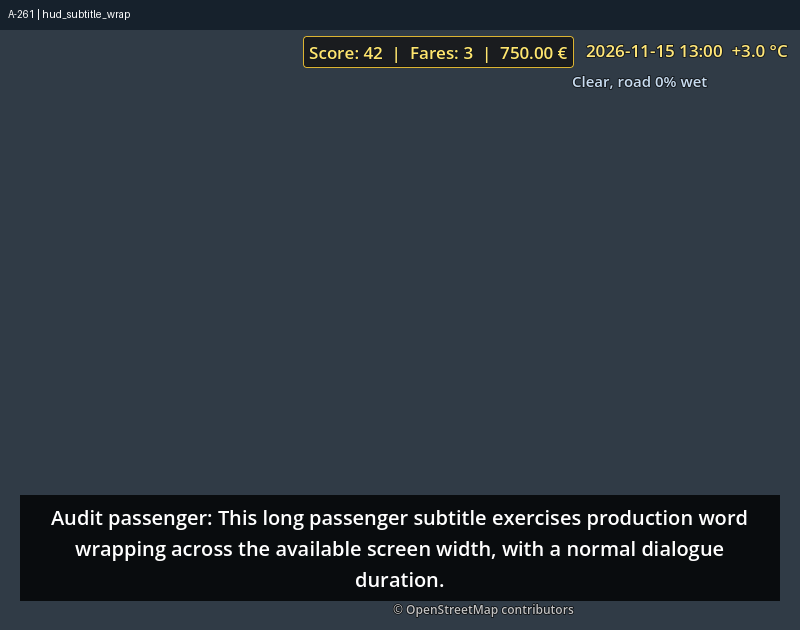 A-261 | hud_subtitle_wrap
Score: 42 | Fares: 3 | 750.00 € 2026-11-15 13:00 +3.0 °C
Clear, road 0% wet
Audit passenger: This long passenger subtitle exercises production word
wrapping across the available screen width, with a normal dialogue
duration.
© OpenStreetMap contributors